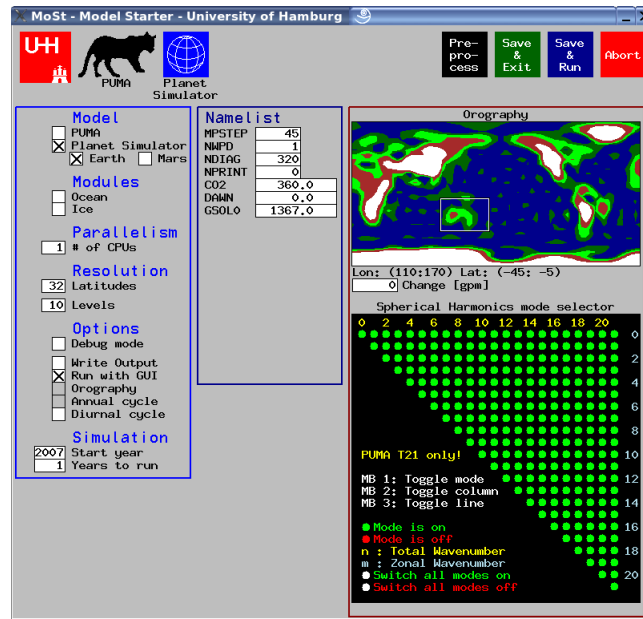 MoSt - Model Starter - University of Hamburg
UHH
PUMA
Planet
Simulator
Pre-
pro-
cess
Save
&
Exit
Save
&
Run
Abort
Model
PUMA
Planet Simulator
Earth Mars
Modules
Ocean
Ice
Parallelism
1 # of CPUs
Resolution
32 Latitudes
10 Levels
Options
Debug mode
Write Output
Run with GUI
Orography
Annual cycle
Diurnal cycle
Simulation
2007 Start year
1 Years to run
Namelist
MPSTEP 45
NWPD 1
NDIAG 320
NPRINT 0
CO2 360.0
DAWN 0.0
GSOL0 1367.0
Orography
Lon: (110:170) Lat: (-45: -5)
0 Change [gpm]
Spherical Harmonics mode selector
0 2 4 6 8 10 12 14 16 18 20
0
2
4
6
8
PUMA T21 only! 10
MB 1: Toggle mode 12
MB 2: Toggle column
MB 3: Toggle line 14
Mode is on 16
Mode is off
n : Total Wavenumber 18
m : Zonal Wavenumber
Switch all modes on 20
Switch all modes off